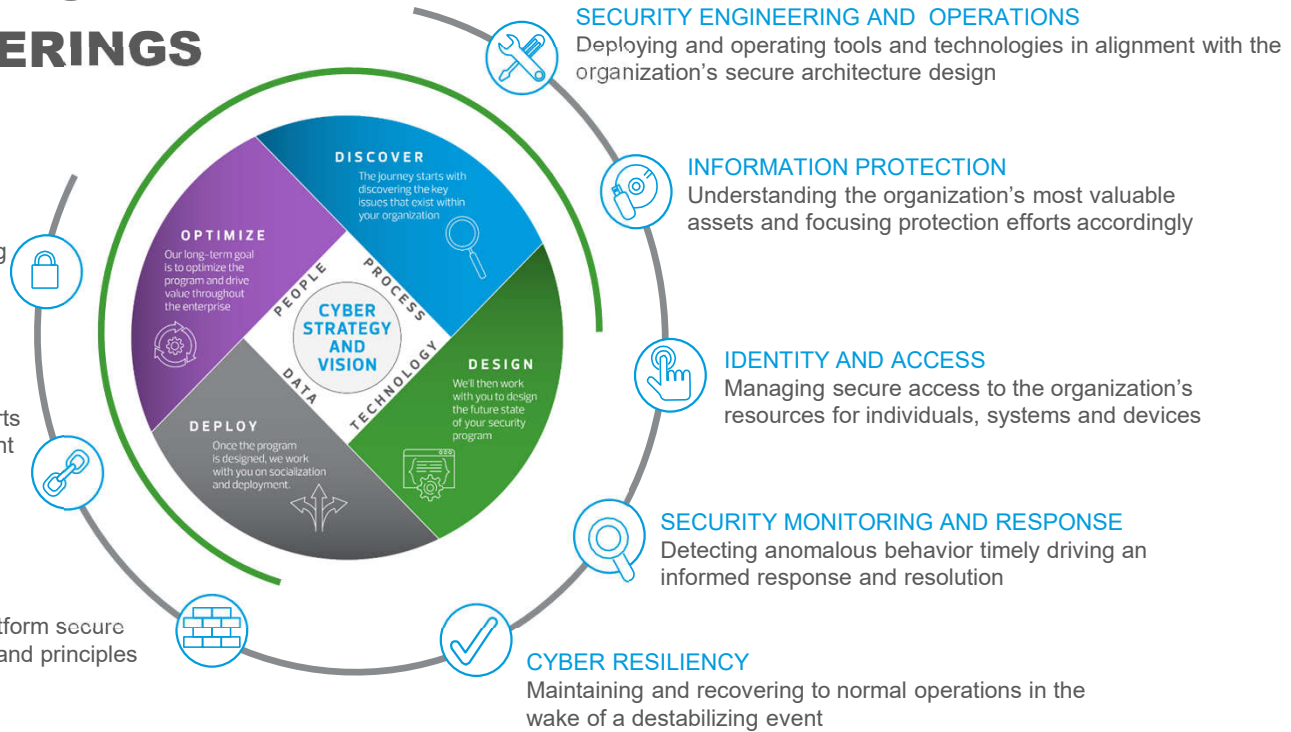 ERINGS
SECURITY ENGINEERING AND OPERATIONS
Deploying and operating tools and technologies in alignment with the
organization's secure architecture design
INFORMATION PROTECTION
Understanding the organization's most valuable
assets and focusing protection efforts accordingly
IDENTITY AND ACCESS
Managing secure access to the organization's
resources for individuals, systems and devices
SECURITY MONITORING AND RESPONSE
Detecting anomalous behavior timely driving an
informed response and resolution
CYBER RESILIENCY
Maintaining and recovering to normal operations in the
wake of a destabilizing event
DISCOVER
The journey starts with
discovering the key
issues that exist within
your organization
OPTIMIZE
Our long-term goal
is to optimize the
program and drive
value throughout
the enterprise
PEOPLE
PROCESS
CYBER
STRATEGY
AND
VISION
DATA
TECHNOLOGY
DESIGN
We'll then work
with you to design
the future state
of your security
program
DEPLOY
Once the program
is designed, we work
with you on socialization
and deployment.
g
rts
nt
tform secure
and principles